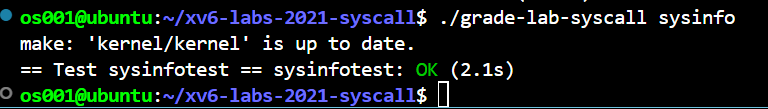 os001@ubuntu:~/xv6-labs-2021-syscall$ ./grade-lab-syscall sysinfo
make: 'kernel/kernel' is up to date.
== Test sysinfotest == sysinfotest: OK (2.1s)
os001@ubuntu:~/xv6-labs-2021-syscall$